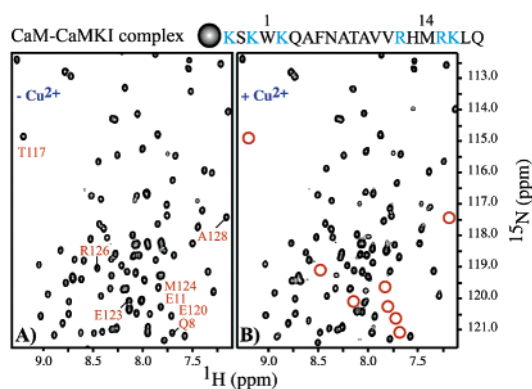 1 14
CaM-CaMKI complex KSKWKQAFNATAVVRHMRKLQ
- Cu2+
+ Cu2+
T117
R126
A128
M124
E11
E123
E120
Q8
A)
B)
113.0
114.0
115.0
116.0
117.0
118.0
119.0
120.0
121.0
15N (ppm)
9.0 8.5 8.0 7.5
9.0 8.5 8.0 7.5
1H (ppm)